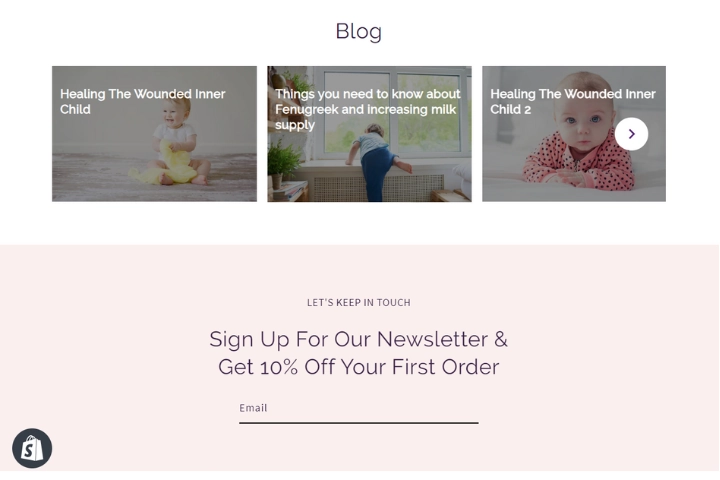 Blog
Healing The Wounded Inner
Child
Things you need to know about
Fenugreek and increasing milk
supply
Healing The Wounded Inner
Child 2
LET'S KEEP IN TOUCH
Sign Up For Our Newsletter &
Get 10% Off Your First Order
Email